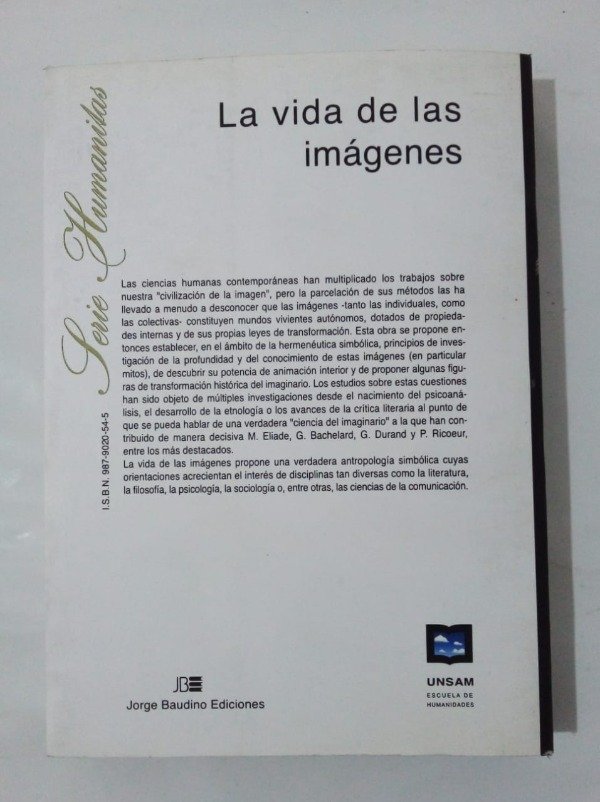 La vida de las
imágenes
Serie Humanitas
I.S.B.N. 987-9020-54-5
Las ciencias humanas contemporáneas han multiplicado los trabajos sobre
nuestra "civilización de la imagen", pero la parcelación de sus métodos las ha
llevado a menudo a desconocer que las imágenes -tanto las individuales, como
las colectivas- constituyen mundos vivientes autónomos, dotados de propieda-
des internas y de sus propias leyes de transformación. Esta obra se propone en-
tonces establecer, en el ámbito de la hermenéutica simbólica, principios de inves-
tigación de la profundidad y del conocimiento de estas imágenes (en particular
mitos), de descubrir su potencia de animación interior y de proponer algunas figu-
ras de transformación histórica del imaginario. Los estudios sobre estas cuestiones
han sido objeto de múltiples investigaciones desde el nacimiento del psicoaná-
lisis, el desarrollo de la etnología o los avances de la crítica literaria al punto de
que se pueda hablar de una verdadera "ciencia del imaginario" a la que han con-
tribuido de manera decisiva M. Eliade, G. Bachelard, G. Durand y P. Ricoeur,
entre los más destacados.
La vida de las imágenes propone una verdadera antropología simbólica cuyas
orientaciones acrecientan el interés de disciplinas tan diversas como la literatura,
la filosofía, la psicología, la sociología o, entre otras, las ciencias de la comunicación.
JBE
Jorge Baudino Ediciones
UNSAM
ESCUELA DE
HUMANIDADES